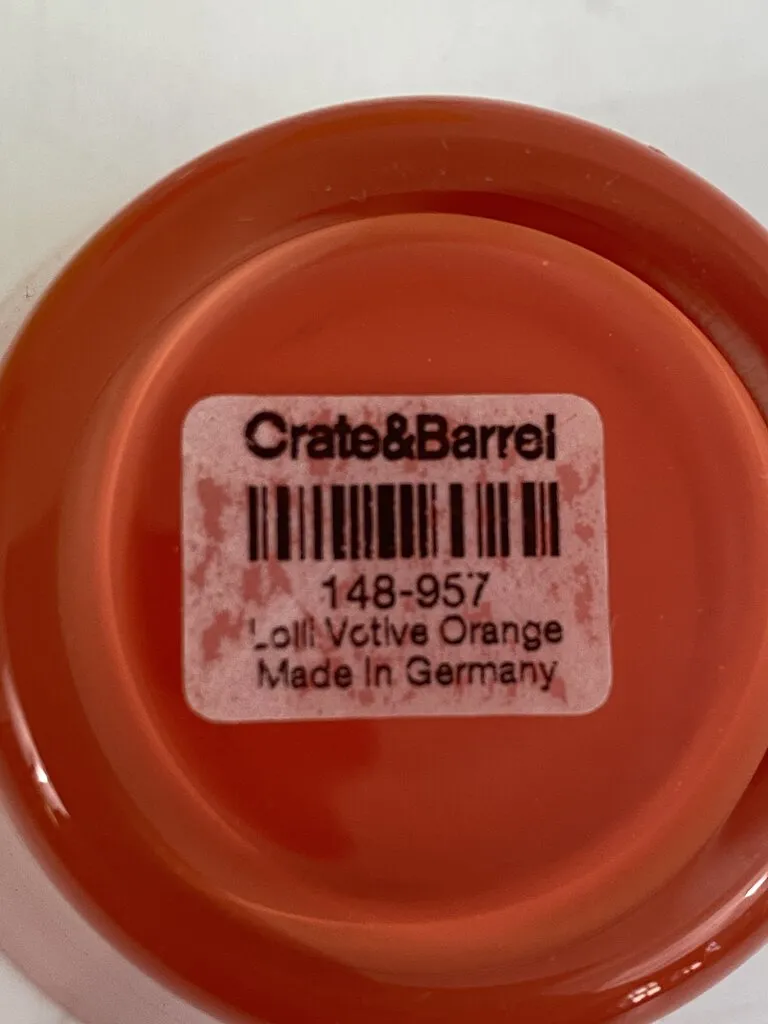 Crate&Barrel
148-957
Lolli Votive Orange
Made In Germany